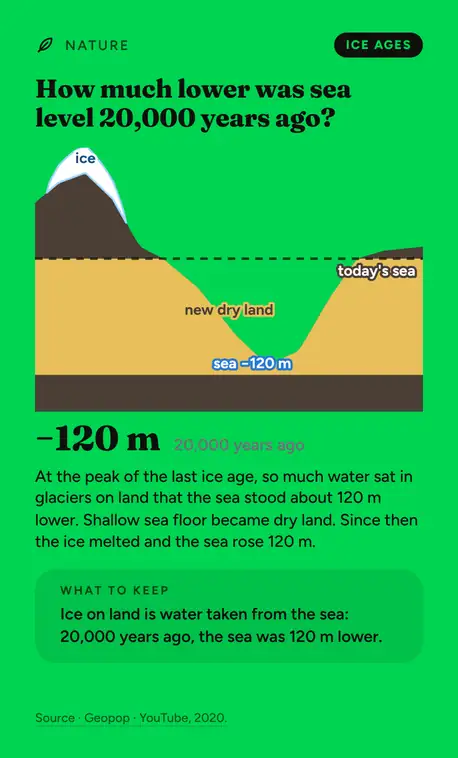 NATURE
ICE AGES
How much lower was sea
level 20,000 years ago?
ice
today's sea
new dry land
sea −120 m
−120 m 20,000 years ago
At the peak of the last ice age, so much water sat in
glaciers on land that the sea stood about 120 m
lower. Shallow sea floor became dry land. Since then
the ice melted and the sea rose 120 m.
WHAT TO KEEP
Ice on land is water taken from the sea:
20,000 years ago, the sea was 120 m lower.
Source · Geopop · YouTube, 2020.